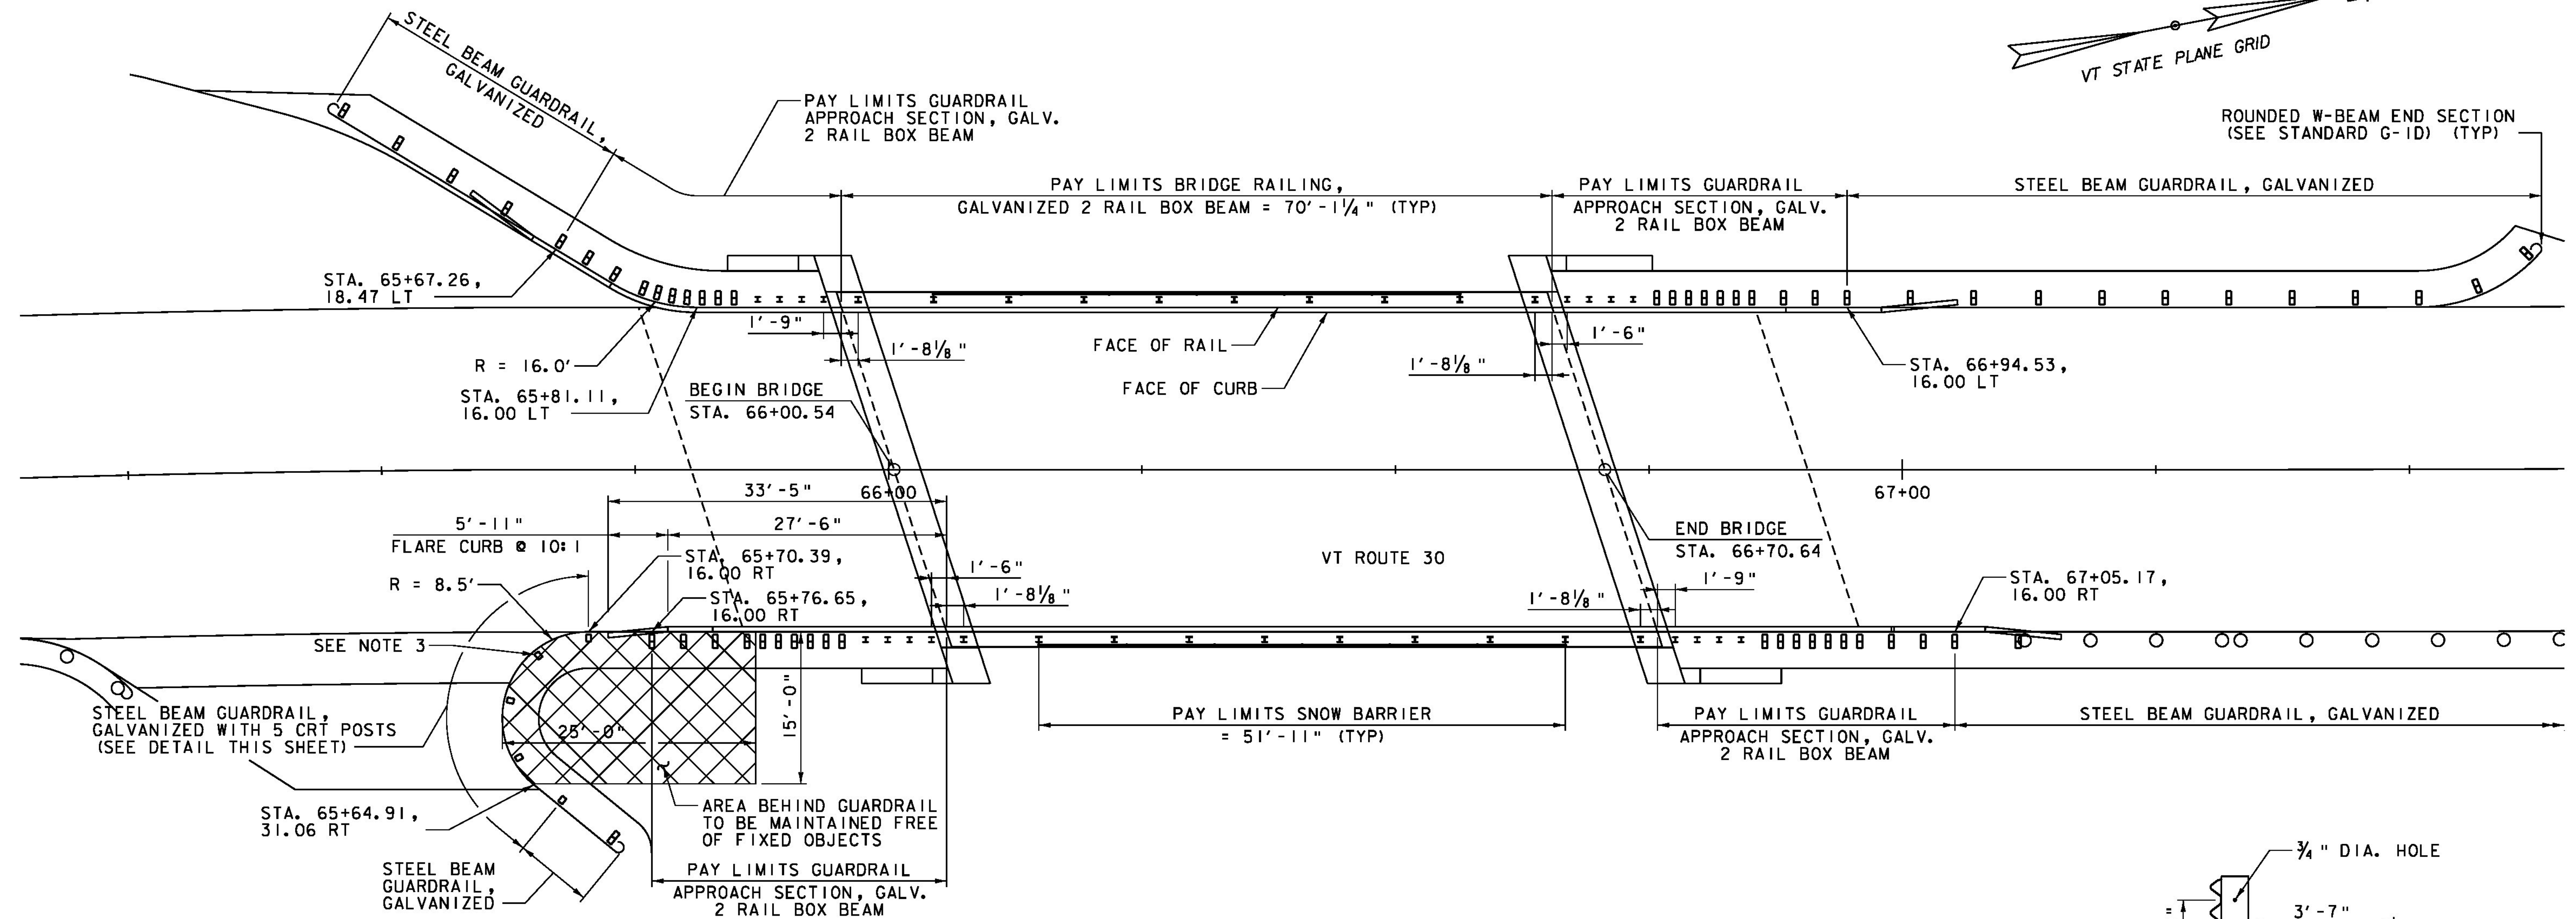 STEEL BEAM GUARDRAIL,
GALVANIZED
PAY LIMITS GUARDRAIL
APPROACH SECTION, GALV.
2 RAIL BOX BEAM
VT STATE PLANE GRID
ROUNDED W-BEAM END SECTION
(SEE STANDARD G-1D) (TYP)
PAY LIMITS BRIDGE RAILING,
GALVANIZED 2 RAIL BOX BEAM = 70'-1 1/4" (TYP)
PAY LIMITS GUARDRAIL
APPROACH SECTION, GALV.
2 RAIL BOX BEAM
STEEL BEAM GUARDRAIL, GALVANIZED
STA. 65+67.26,
18.47 LT
1'-9"
1'-8 1/8"
R = 16.0'
STA. 65+81.11,
16.00 LT
BEGIN BRIDGE
STA. 66+00.54
FACE OF RAIL
FACE OF CURB
1'-6"
1'-8 1/8"
STA. 66+94.53,
16.00 LT
33'-5"
66+00
67+00
5'-11"
FLARE CURB @ 10:1
27'-6"
STA. 65+70.39,
16.00 RT
R = 8.5'
STA. 65+76.65,
16.00 RT
1'-6"
1'-8 1/8"
VT ROUTE 30
END BRIDGE
STA. 66+70.64
1'-9"
1'-8 1/8"
STA. 67+05.17,
16.00 RT
SEE NOTE 3
STEEL BEAM GUARDRAIL,
GALVANIZED WITH 5 CRT POSTS
(SEE DETAIL THIS SHEET)
25'-0"
15'-0"
PAY LIMITS SNOW BARRIER
= 51'-11" (TYP)
PAY LIMITS GUARDRAIL
APPROACH SECTION, GALV.
2 RAIL BOX BEAM
STEEL BEAM GUARDRAIL, GALVANIZED
STA. 65+64.91,
31.06 RT
AREA BEHIND GUARDRAIL
TO BE MAINTAINED FREE
OF FIXED OBJECTS
STEEL BEAM
GUARDRAIL,
GALVANIZED
PAY LIMITS GUARDRAIL
APPROACH SECTION, GALV.
2 RAIL BOX BEAM
3/4" DIA. HOLE
3'-7"